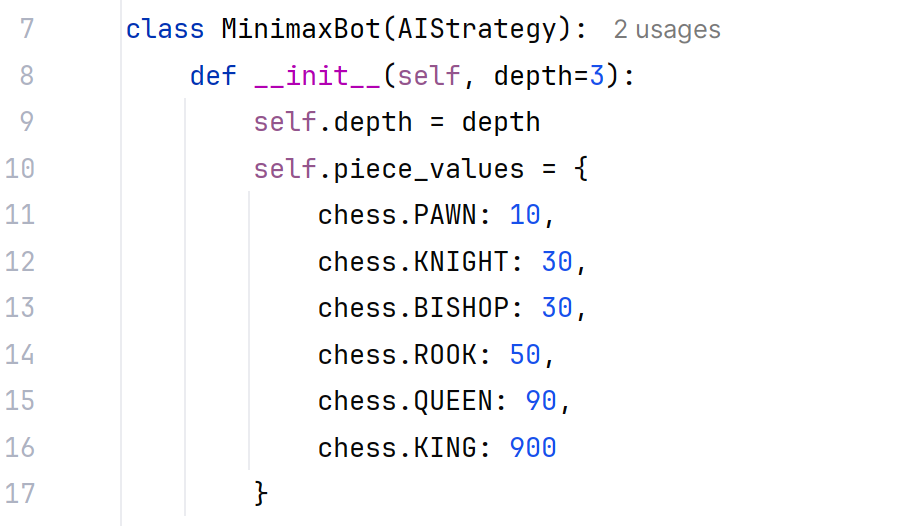 7 class MinimaxBot(AIStrategy): 2 usages
8     def __init__(self, depth=3):
9         self.depth = depth
10         self.piece_values = {
11             chess.PAWN: 10,
12             chess.KNIGHT: 30,
13             chess.BISHOP: 30,
14             chess.ROOK: 50,
15             chess.QUEEN: 90,
16             chess.KING: 900
17         }